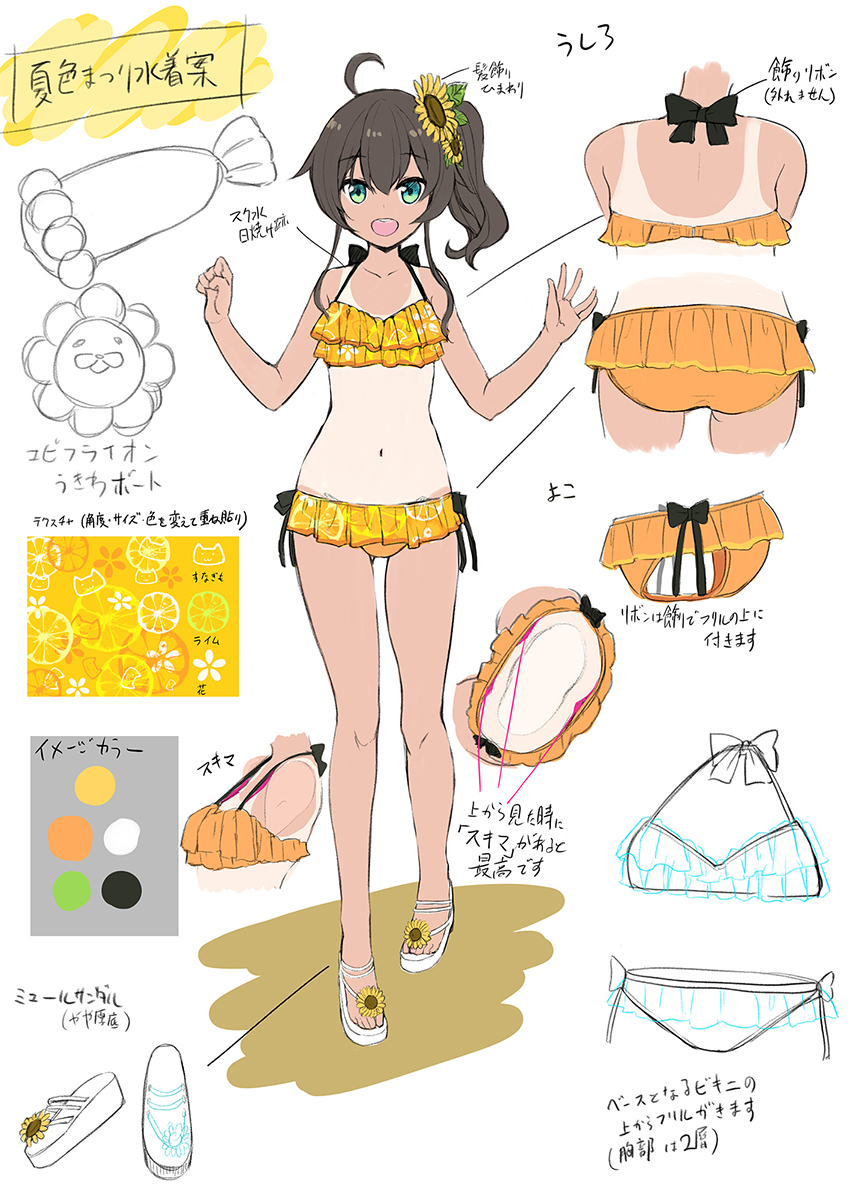 夏色まつり水着案
うしろ
髪飾り
ひまわり
飾りリボン
(外れません)
スク水
日焼け跡
エビフライオン
うきわボート
テクスチャ (角度・サイズ・色を変えて重ね貼り)
すなぎも
ライム
花
よこ
リボンは飾りでフリルの上に
付きます
イメージカラー
スキマ
上から見た時に
「スキマ」があると
最高です
ミュールサンダル
(やや厚底)
ベースとなるビキニの
上からフリルがきます
(胸部は2層)